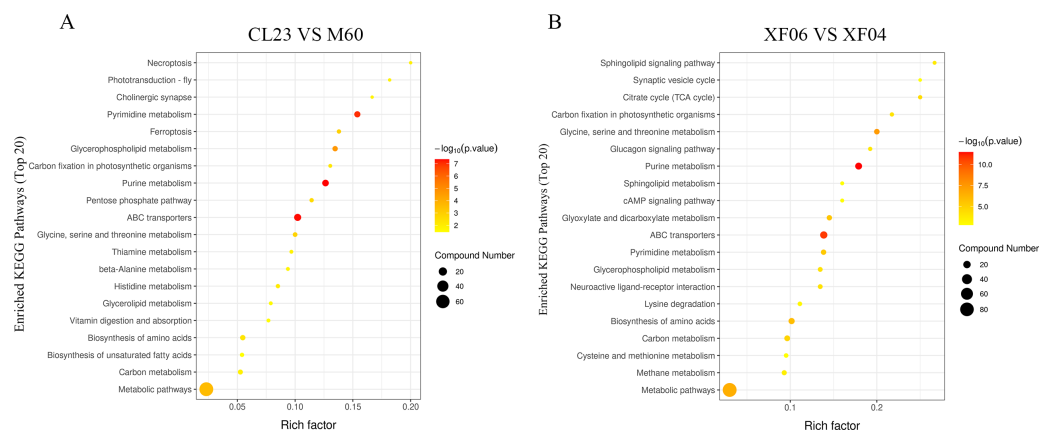 A
CL23 VS M60
Enriched KEGG Pathways (Top 20)
Necroptosis
Phototransduction - fly
Cholinergic synapse
Pyrimidine metabolism
Ferroptosis
Glycerophospholipid metabolism
Carbon fixation in photosynthetic organisms
Purine metabolism
Pentose phosphate pathway
ABC transporters
Glycine, serine and threonine metabolism
Thiamine metabolism
beta-Alanine metabolism
Histidine metabolism
Glycerolipid metabolism
Vitamin digestion and absorption
Biosynthesis of amino acids
Biosynthesis of unsaturated fatty acids
Carbon metabolism
Metabolic pathways
0.05 0.10 0.15 0.20
Rich factor
−log₁₀(p.value)
7
6
5
4
3
2
Compound Number
20
40
60
B
XF06 VS XF04
Enriched KEGG Pathways (Top 20)
Sphingolipid signaling pathway
Synaptic vesicle cycle
Citrate cycle (TCA cycle)
Carbon fixation in photosynthetic organisms
Glycine, serine and threonine metabolism
Glucagon signaling pathway
Purine metabolism
Sphingolipid metabolism
cAMP signaling pathway
Glyoxylate and dicarboxylate metabolism
ABC transporters
Pyrimidine metabolism
Glycerophospholipid metabolism
Neuroactive ligand-receptor interaction
Lysine degradation
Biosynthesis of amino acids
Carbon metabolism
Cysteine and methionine metabolism
Methane metabolism
Metabolic pathways
0.1 0.2
Rich factor
−log₁₀(p.value)
10.0
7.5
5.0
Compound Number
20
40
60
80